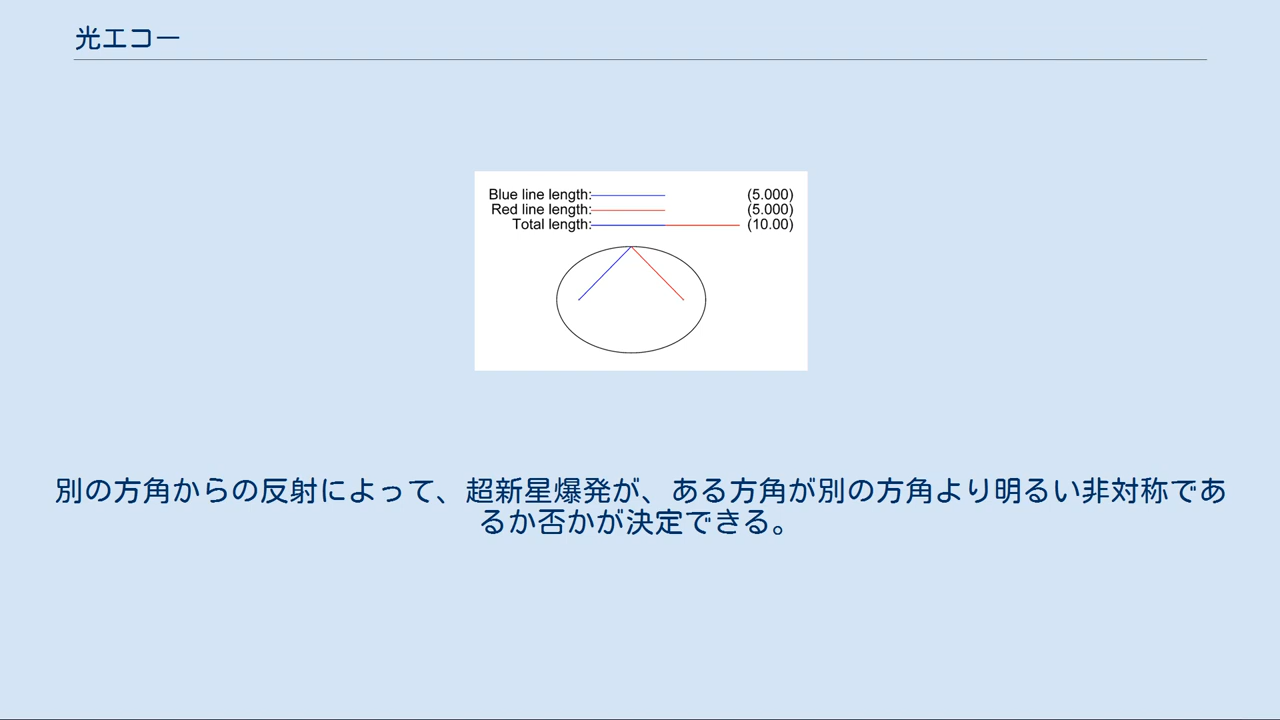 光エコー
Blue line length: (5.000)
Red line length: (5.000)
Total length: (10.00)
別の方角からの反射によって、超新星爆発が、ある方角が別の方角より明るい非対称であ
るか否かが決定できる。